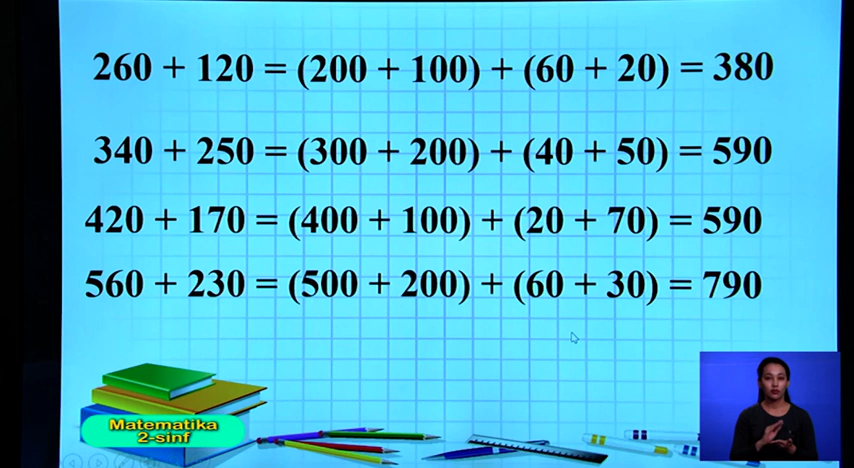 260 + 120 = (200 + 100) + (60 + 20) = 380
340 + 250 = (300 + 200) + (40 + 50) = 590
420 + 170 = (400 + 100) + (20 + 70) = 590
560 + 230 = (500 + 200) + (60 + 30) = 790
Matematika
2-sinf